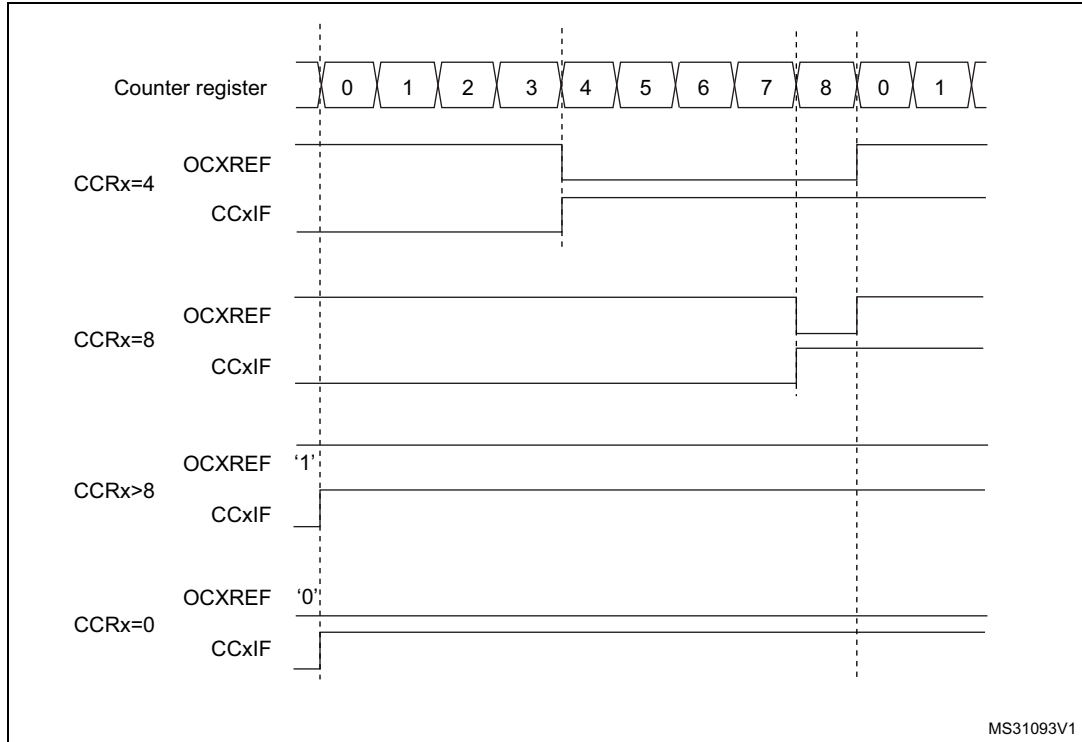 Counter register 0 1 2 3 4 5 6 7 8 0 1
OCXREF
CCRx=4
CCxIF
OCXREF
CCRx=8
CCxIF
OCXREF ‘1’
CCRx>8
CCxIF
OCXREF ‘0’
CCRx=0
CCxIF
MS31093V1